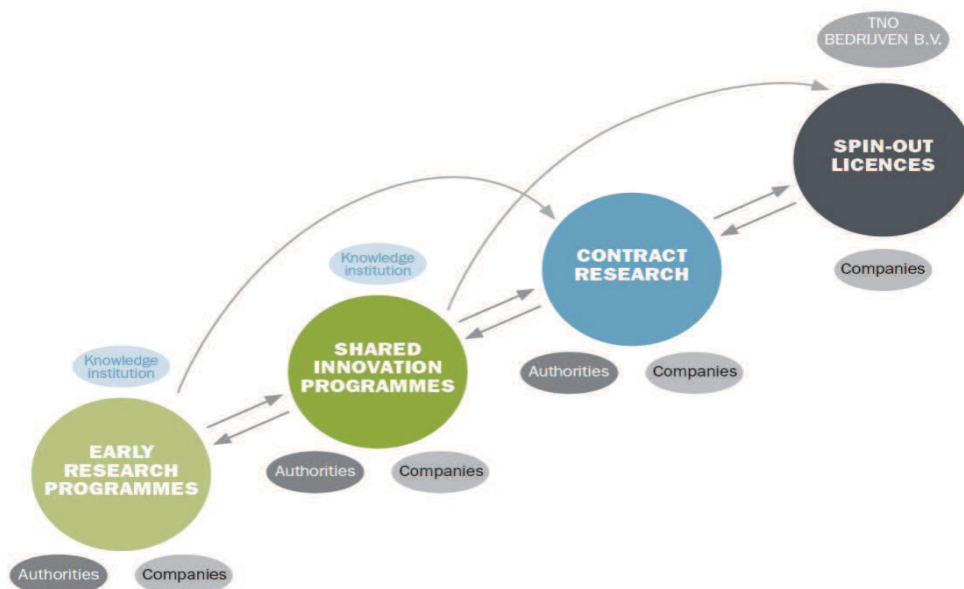 TNO
BEDRIJVEN B.V.
SPIN-OUT
LICENCES
Companies
CONTRACT
RESEARCH
Authorities
Companies
Knowledge
institution
SHARED
INNOVATION
PROGRAMMES
Authorities
Companies
Knowledge
institution
EARLY
RESEARCH
PROGRAMMES
Authorities
Companies